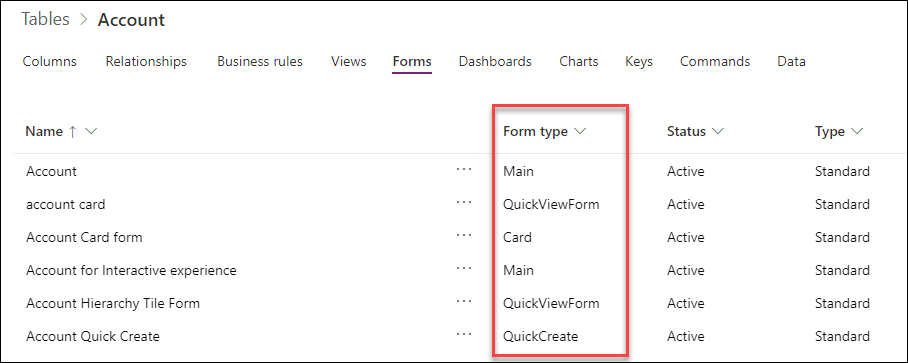 Tables > Account
Columns Relationships Business rules Views Forms Dashboards Charts Keys Commands Data
Name ↑ Form type Status Type
Account ... Main Active Standard
account card ... QuickViewForm Active Standard
Account Card form ... Card Active Standard
Account for Interactive experience ... Main Active Standard
Account Hierarchy Tile Form ... QuickViewForm Active Standard
Account Quick Create ... QuickCreate Active Standard